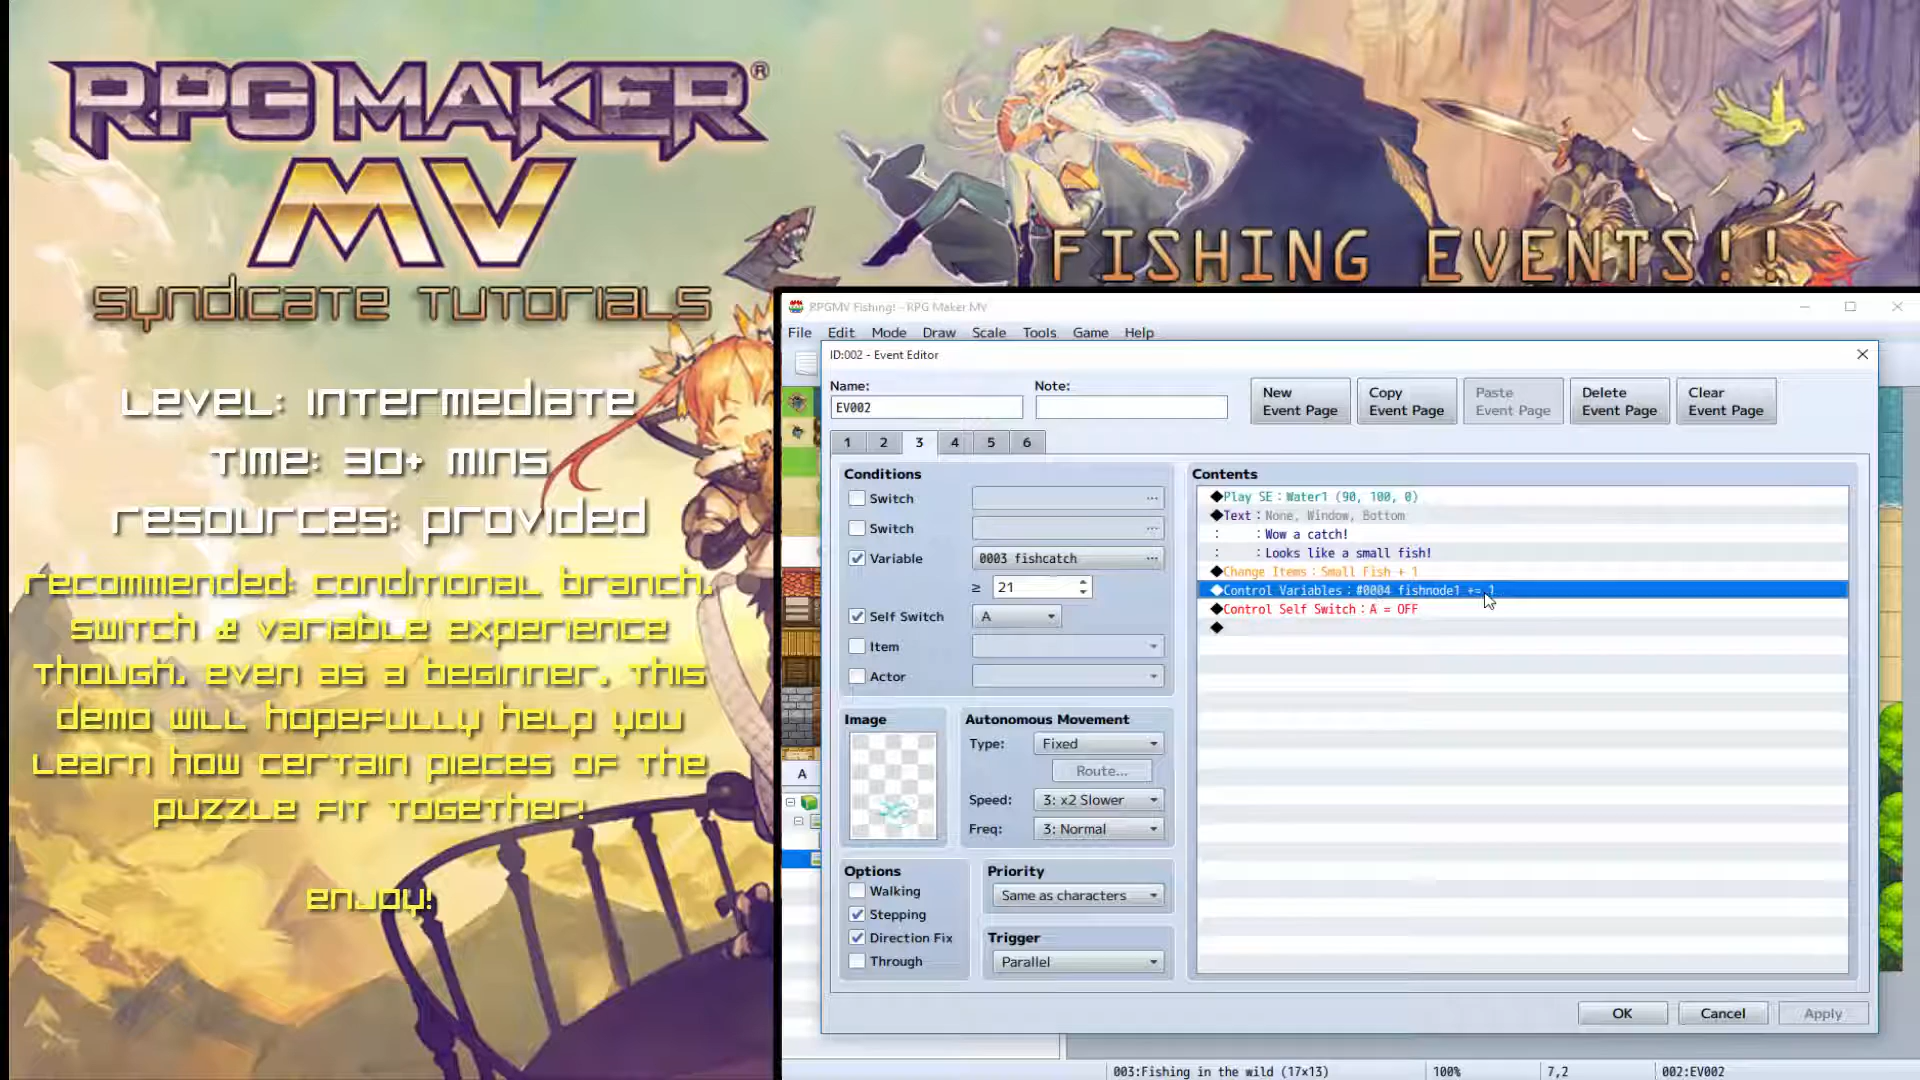 RPG MAKER®
MV
Syndicate Tutorials
FISHING EVENTS!!
Level: Intermediate
Time: 30+ mins
resources: provided
recommended: conditional branch,
switch & variable experience
though, even as a beginner, this
demo will hopefully help you
learn how certain pieces of the
puzzle fit together!
enjoy!
RPGMV Fishing! - RPG Maker MV
File Edit Mode Draw Scale Tools Game Help
ID:002 - Event Editor
Name: Note:
EV002
New Event Page
Copy Event Page
Paste Event Page
Delete Event Page
Clear Event Page
1 2 3 4 5 6
Conditions
Switch ...
Switch ...
Variable 0003 fishcatch ...
≥ 21
Self Switch A
Item
Actor
Image
Autonomous Movement
Type: Fixed
Route...
Speed: 3: x2 Slower
Freq: 3: Normal
Options
Walking
Stepping
Direction Fix
Through
Priority
Same as characters
Trigger
Parallel
Contents
◆Play SE : Water1 (90, 100, 0)
◆Text : None, Window, Bottom
: : Wow a catch!
: : Looks like a small fish!
◆Change Items : Small Fish + 1
◆Control Variables : #0004 fishnode1 += 1
◆Control Self Switch : A = OFF
◆
OK Cancel Apply
A
003:Fishing in the wild (17x13) 100% 7,2 002:EV002